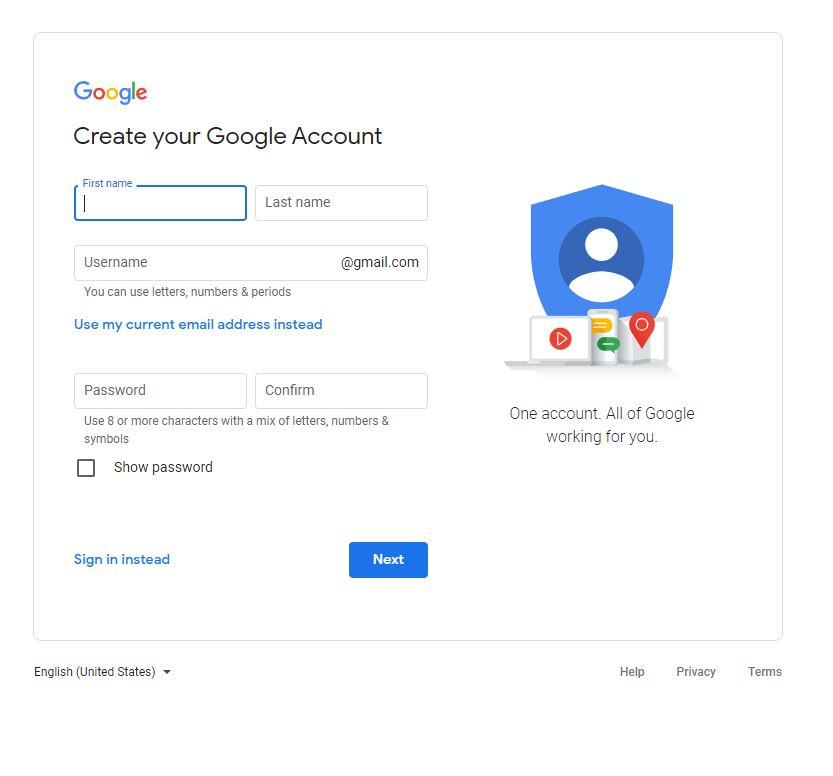 Google
Create your Google Account
First name
Last name
Username
@gmail.com
You can use letters, numbers & periods
Use my current email address instead
Password
Confirm
Use 8 or more characters with a mix of letters, numbers &
symbols
Show password
Sign in instead
Next
One account. All of Google
working for you.
English (United States)
Help
Privacy
Terms